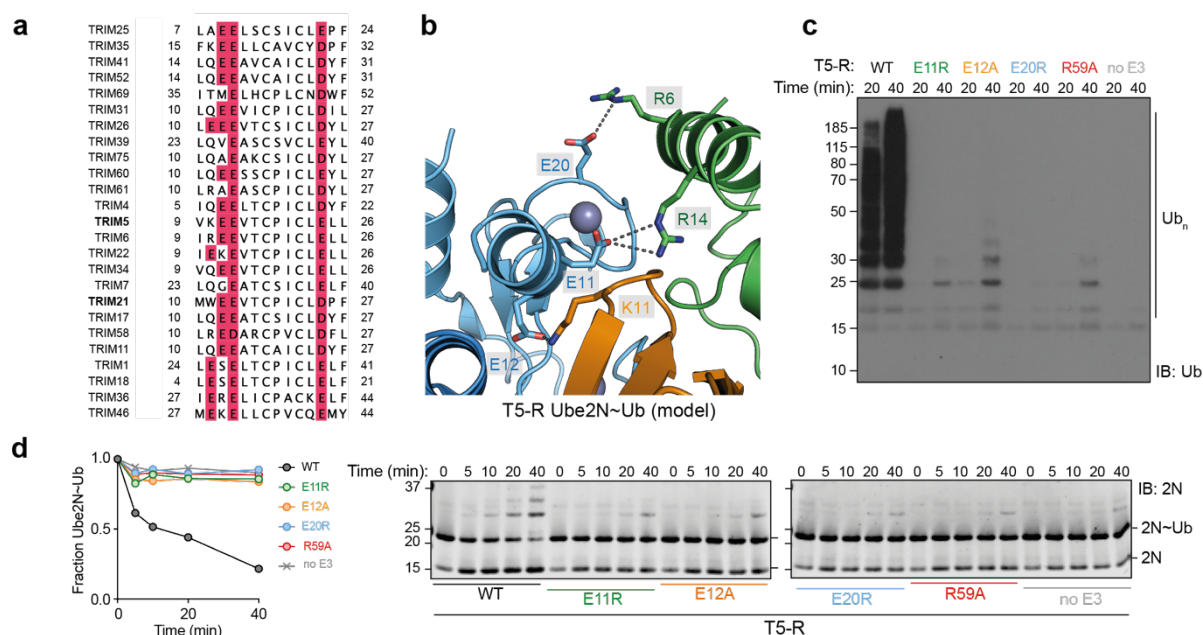 a
TRIM25 7 LAEELSCSICLEPF 24
TRIM35 15 FKEELLCAVCYDPF 32
TRIM41 14 LQEEAVCAICLDYF 31
TRIM52 14 LQEEAVCAICLDYF 31
TRIM69 35 ITMELHCPLCNDWF 52
TRIM31 10 LQEEVICPICLDIL 27
TRIM26 10 LEEEVTCSICLDYL 27
TRIM39 23 LQVEASCSVCLEYL 40
TRIM75 10 LQAEAKCSICLDYL 27
TRIM60 10 LQEESSCPICLEYL 27
TRIM61 10 LRAEASCPICLDYL 27
TRIM4 5 IQEELTCPICLDYF 22
TRIM5 9 VKEEVTCPICLELL 26
TRIM6 9 IREEVTCPICLELL 26
TRIM22 9 IEKEVTCPICLELL 26
TRIM34 9 VQEEVTCPICLELL 26
TRIM7 23 LQGEATCSICLELF 40
TRIM21 10 MWEEVTCSICLDPF 27
TRIM17 10 LQEEATCSICLDYF 27
TRIM58 10 LREDARCPVCLDFL 27
TRIM11 10 LQEEATCAICLDYF 27
TRIM1 24 LESELTCPICLELF 41
TRIM18 4 LESELTCPICLELF 21
TRIM36 27 IERELICPACKELF 44
TRIM46 27 MEKELLCPVCQEMY 44
b
R6
E20
R14
E11
K11
E12
T5-R Ube2N~Ub (model)
c
T5-R: WT E11R E12A E20R R59A no E3
Time (min): 20 40 20 40 20 40 20 40 20 40 20 40
185
115
80
60
50
30
25
15
10
Ubn
IB: Ub
d
Fraction Ube2N~Ub
1.0
0.5
0.0
0 10 20 30 40
Time (min)
WT
E11R
E12A
E20R
R59A
no E3
Time (min): 0 5 10 20 40 0 5 10 20 40 0 5 10 20 40 0 5 10 20 40 0 5 10 20 40 0 5 10 20 40
37
25
20
15
IB: 2N
2N~Ub
2N
WT E11R E12A E20R R59A no E3
T5-R